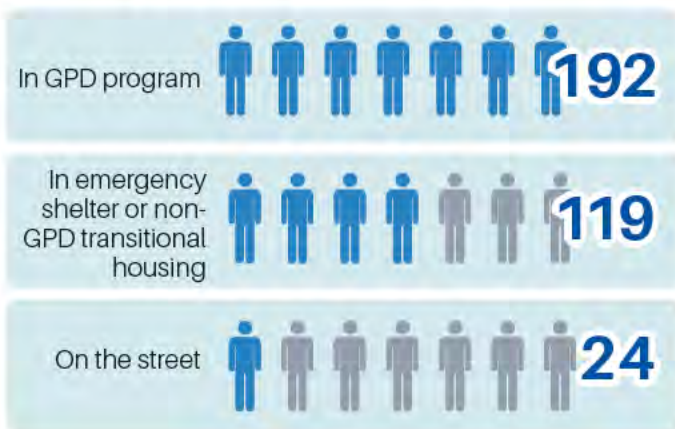 In GPD program
192
In emergency
shelter or non-
GPD transitional
housing
119
On the street
24